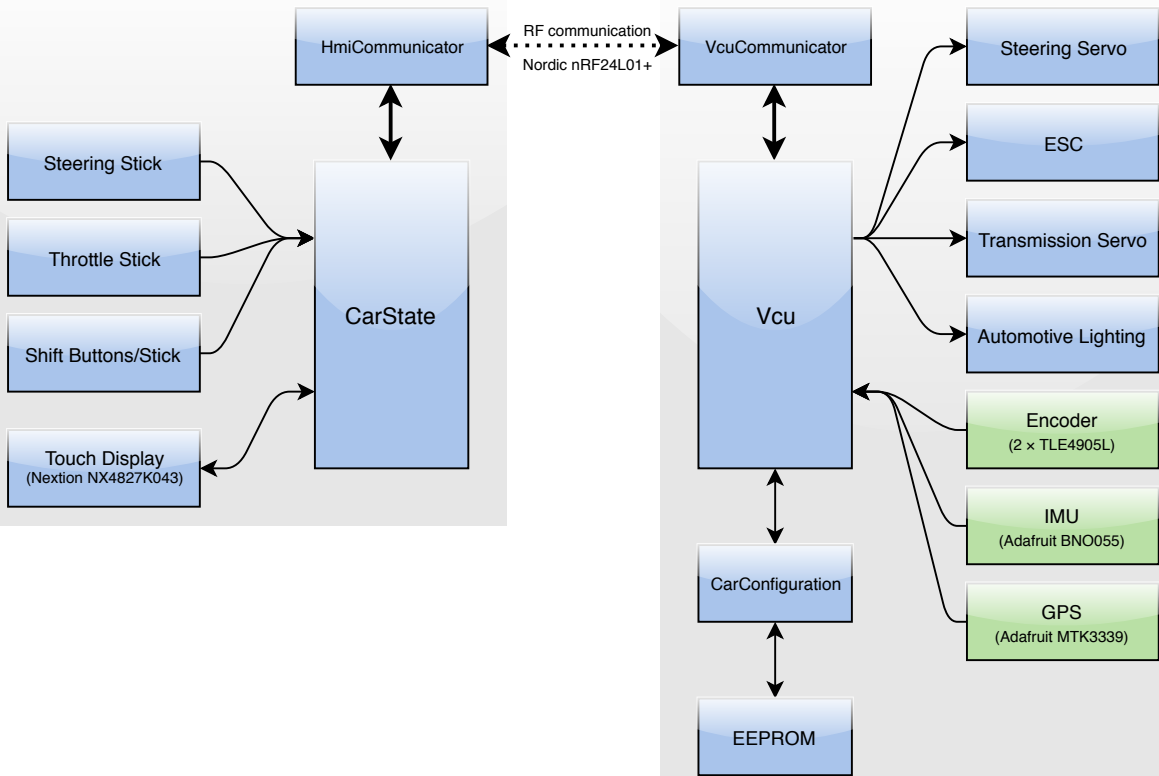 HmiCommunicator
RF communication
Nordic nRF24L01+
VcuCommunicator
Steering Stick
Throttle Stick
Shift Buttons/Stick
Touch Display
(Nextion NX4827K043)
CarState
Vcu
Steering Servo
ESC
Transmission Servo
Automotive Lighting
Encoder
(2 × TLE4905L)
IMU
(Adafruit BNO055)
GPS
(Adafruit MTK3339)
CarConfiguration
EEPROM